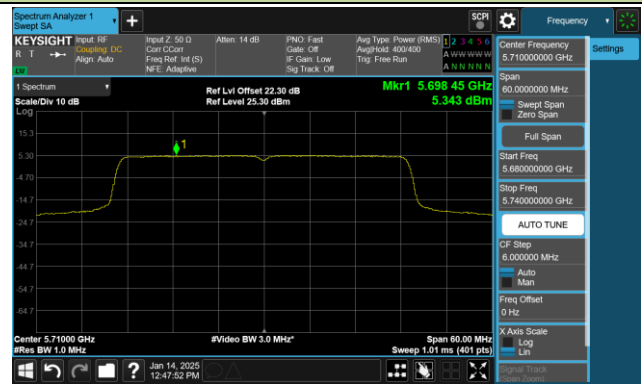 Spectrum Analyzer 1
Swept SA
SCPI
Frequency
KEYSIGHT
R T
LV
Input: RF
Coupling: DC
Align: Auto
Input Z: 50 Ω
Corr CCorr
Freq Ref: Int (S)
NFE: Adaptive
Atten: 14 dB
PNO: Fast
Gate: Off
IF Gain: Low
Sig Track: Off
Avg Type: Power (RMS)
Avg|Hold: 400/400
Trig: Free Run
1 2 3 4 5 6
A W W W W W
A N N N N N
1 Spectrum
Scale/Div 10 dB
Log
Ref Lvl Offset 22.30 dB
Ref Level 25.30 dBm
Mkr1 5.698 45 GHz
5.343 dBm
15.3
5.30
-4.70
-14.7
-24.7
-34.7
-44.7
-54.7
-64.7
1
Center 5.71000 GHz
#Res BW 1.0 MHz
#Video BW 3.0 MHz*
Span 60.00 MHz
Sweep 1.01 ms (401 pts)
Center Frequency
5.710000000 GHz
Settings
Span
60.0000000 MHz
Swept Span
Zero Span
Full Span
Start Freq
5.680000000 GHz
Stop Freq
5.740000000 GHz
AUTO TUNE
CF Step
6.000000 MHz
Auto
Man
Freq Offset
0 Hz
X Axis Scale
Log
Lin
Signal Track
(Span Zoom)
?
Jan 14, 2025
12:47:52 PM